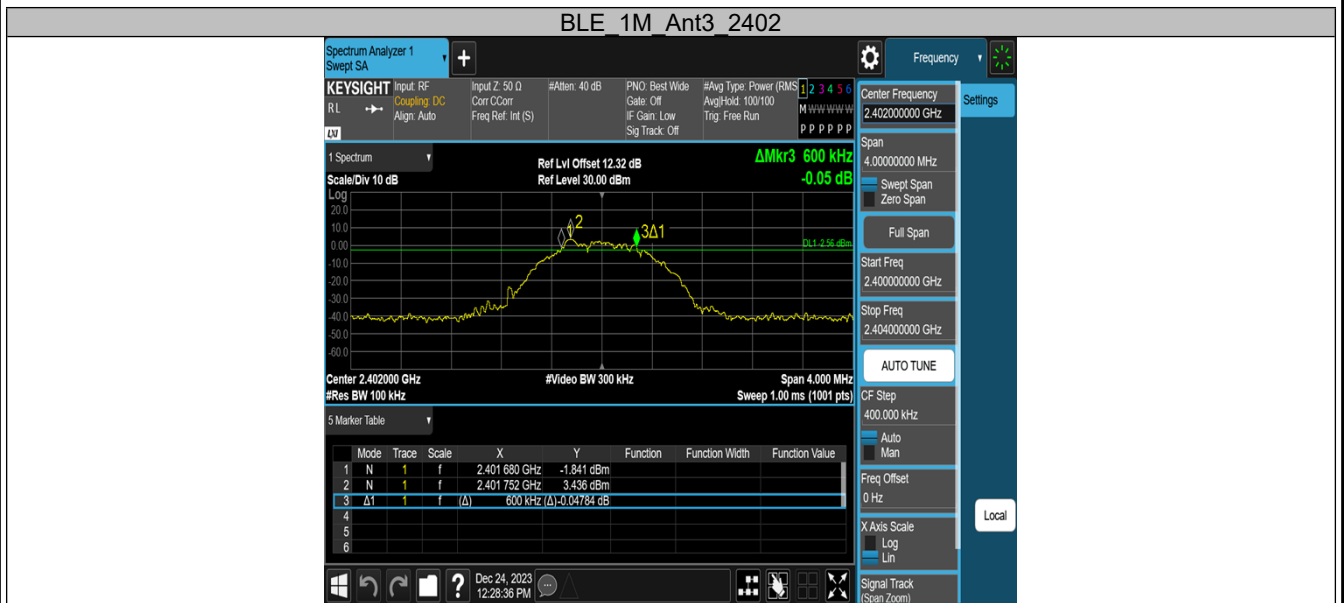 BLE_1M_Ant3_2402
Spectrum Analyzer 1
Swept SA
+
Frequency
KEYSIGHT
RL
LXI
Input: RF
Coupling: DC
Align: Auto
Input Z: 50 Ω
Corr CCorr
Freq Ref: Int (S)
#Atten: 40 dB
PNO: Best Wide
Gate: Off
IF Gain: Low
Sig Track: Off
#Avg Type: Power (RMS
Avg|Hold: 100/100
Trig: Free Run
1 2 3 4 5 6
M W W W W W
P P P P P P
Center Frequency
2.402000000 GHz
Settings
Span
4.00000000 MHz
Swept Span
Zero Span
Full Span
Start Freq
2.400000000 GHz
Stop Freq
2.404000000 GHz
AUTO TUNE
CF Step
400.000 kHz
Auto
Man
Freq Offset
0 Hz
X Axis Scale
Log
Lin
Signal Track
(Span Zoom)
Local
1 Spectrum
Scale/Div 10 dB
Ref Lvl Offset 12.32 dB
Ref Level 30.00 dBm
ΔMkr3 600 kHz
-0.05 dB
Log
20.0
10.0
0.00
-10.0
-20.0
-30.0
-40.0
-50.0
-60.0
2
3Δ1
DL1 -2.56 dBm
Center 2.402000 GHz
#Video BW 300 kHz
Span 4.000 MHz
#Res BW 100 kHz
Sweep 1.00 ms (1001 pts)
5 Marker Table
Mode Trace Scale X Y Function Function Width Function Value
1 N 1 f 2.401 680 GHz -1.841 dBm
2 N 1 f 2.401 752 GHz 3.436 dBm
3 Δ1 1 f (Δ) 600 kHz (Δ) -0.04784 dB
4
5
6
?
Dec 24, 2023
12:28:36 PM